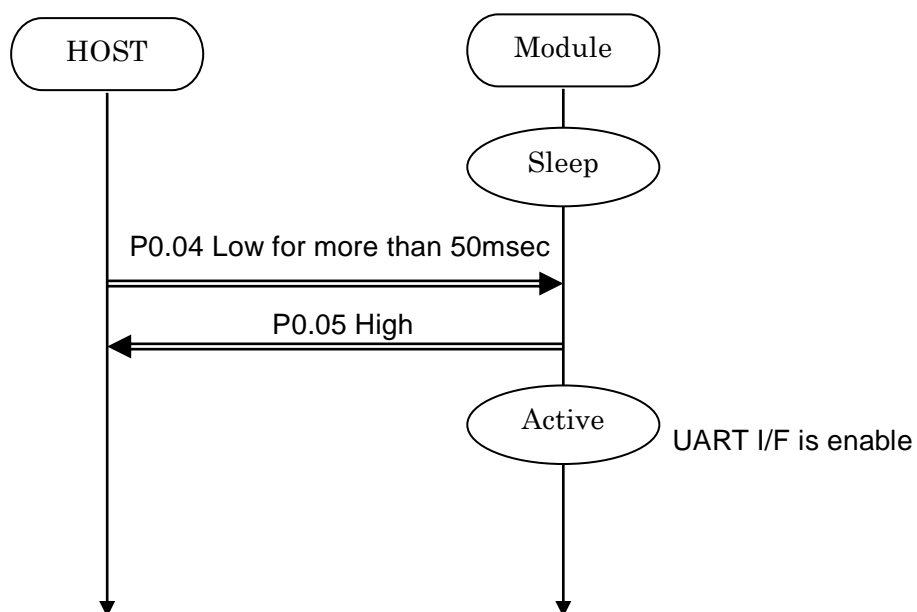 HOST
Module
Sleep
P0.04 Low for more than 50msec
P0.05 High
Active
UART I/F is enable